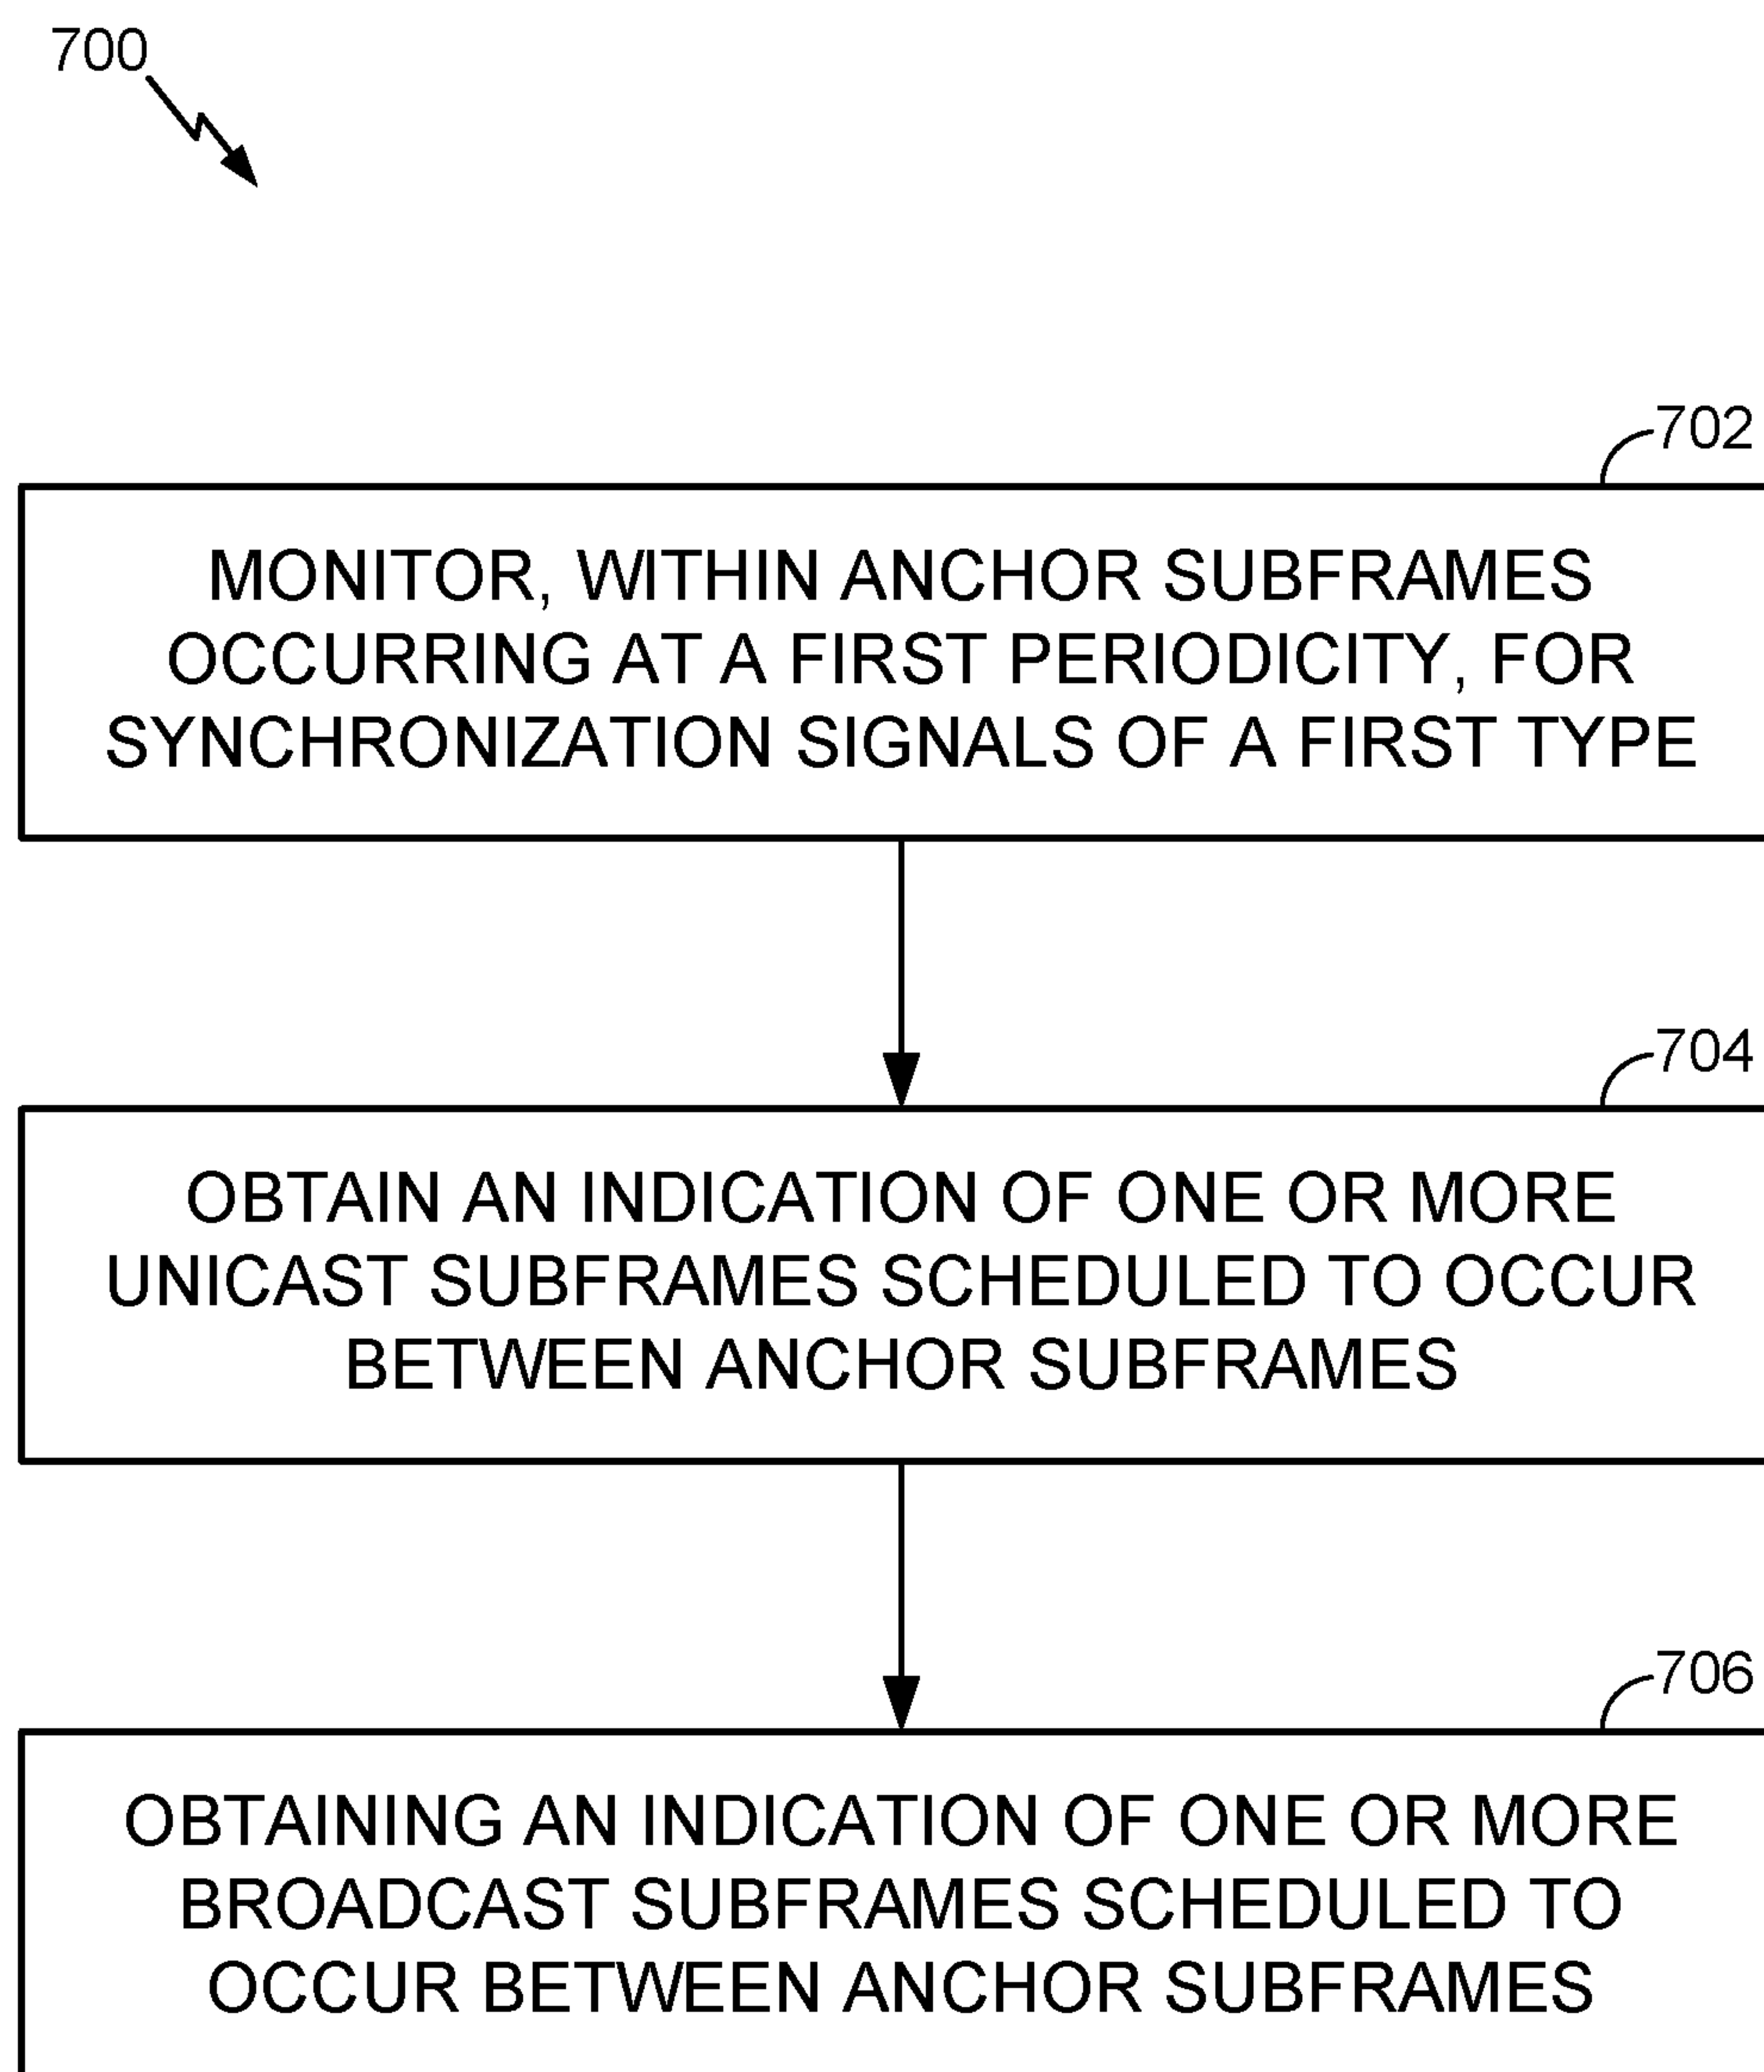 700
702
MONITOR, WITHIN ANCHOR SUBFRAMES
OCCURRING AT A FIRST PERIODICITY, FOR
SYNCHRONIZATION SIGNALS OF A FIRST TYPE
704
OBTAIN AN INDICATION OF ONE OR MORE
UNICAST SUBFRAMES SCHEDULED TO OCCUR
BETWEEN ANCHOR SUBFRAMES
706
OBTAINING AN INDICATION OF ONE OR MORE
BROADCAST SUBFRAMES SCHEDULED TO
OCCUR BETWEEN ANCHOR SUBFRAMES